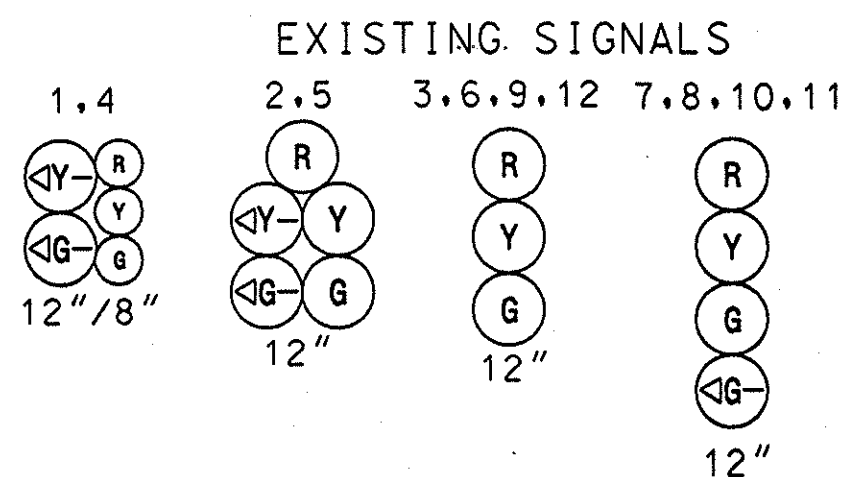 EXISTING SIGNALS
1,4
Y
G
R
Y
G
12"/8"
2,5
R
Y
Y
G
G
12"
3,6,9,12
R
Y
G
12"
7,8,10,11
R
Y
G
G
12"